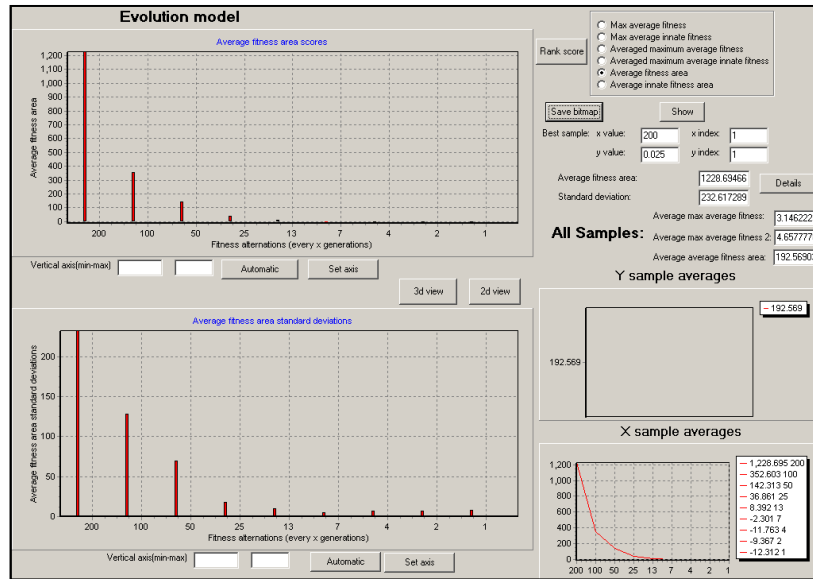 Evolution model
Average fitness area scores
1,200
1,100
1,000
900
800
700
600
500
400
300
200
100
0
Average fitness area
200 100 50 25 13 7 4 2 1
Fitness alternations (every x generations)
Vertical axis(min-max)
Automatic
Set axis
3d view
2d view
Average fitness area standard deviations
200
150
100
50
0
Average fitness area standard deviations
200 100 50 25 13 7 4 2 1
Fitness alternations (every x generations)
Vertical axis(min-max)
Automatic
Set axis
Rank score
Max average fitness
Max average innate fitness
Averaged maximum average fitness
Averaged maximum average innate fitness
Average fitness area
Average innate fitness area
Save bitmap
Show
Best sample: x value: 200 x index: 1
y value: 0.025 y index: 1
Average fitness area: 1228.69466
Standard deviation: 232.617289
Details
All Samples:
Average max average fitness: 3.146222
Average max average fitness 2: 4.657777
Average average fitness area: 192.56903
Y sample averages
192.569
192.569
X sample averages
1,200
1,000
800
600
400
200
0
200 100 50 25 13 7 4 2 1
1,228.695 200
352.603 100
142.313 50
36.861 25
8.392 13
-2.301 7
-11.763 4
-9.367 2
-12.312 1